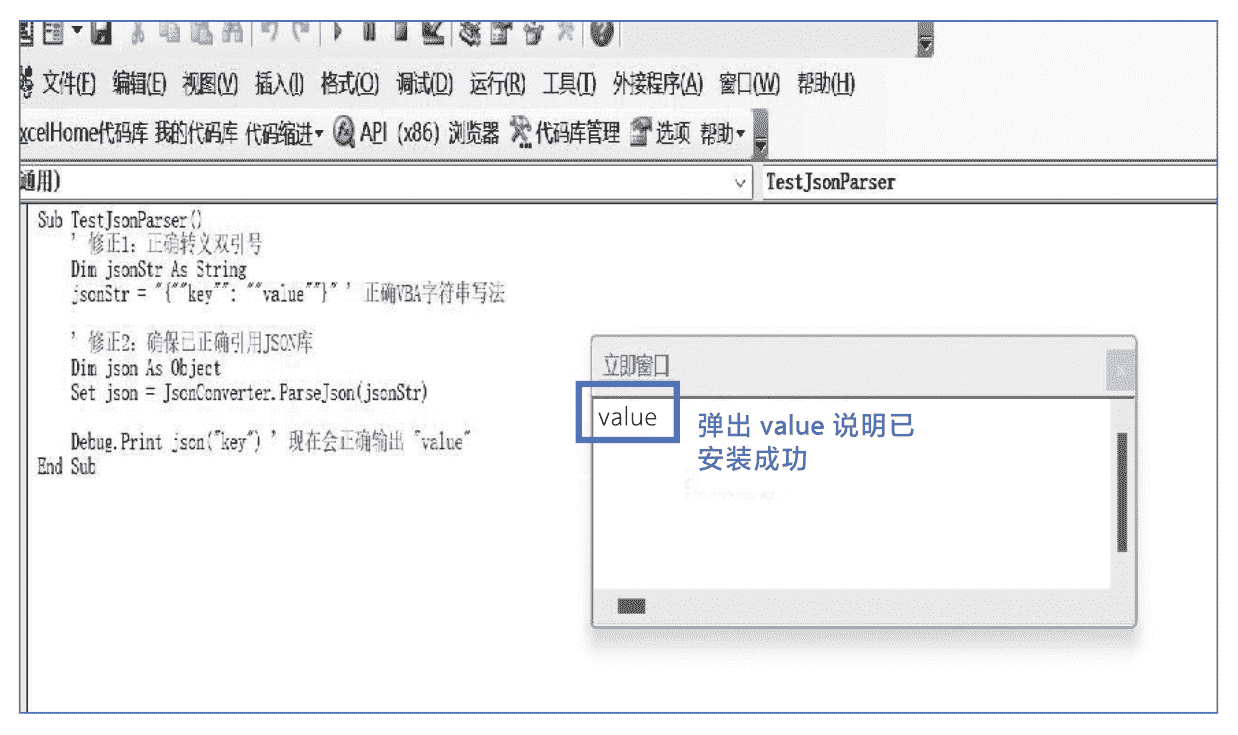 文件(F) 编辑(E) 视图(V) 插入(I) 格式(O) 调试(D) 运行(R) 工具(T) 外接程序(A) 窗口(W) 帮助(H)
xcelHome代码库 我的代码库 代码缩进 API (x86) 浏览器 代码库管理 选项 帮助
通用) TestJsonParser
Sub TestJsonParser()
' 修正1：正确转义双引号
Dim jsonStr As String
jsonStr = "{""key"": ""value""}" ' 正确VBA字符串写法
' 修正2：确保已正确引用JSON库
Dim json As Object
Set json = JsonConverter.ParseJson(jsonStr)
Debug.Print json("key") ' 现在会正确输出 "value"
End Sub
立即窗口
value
弹出 value 说明已
安装成功